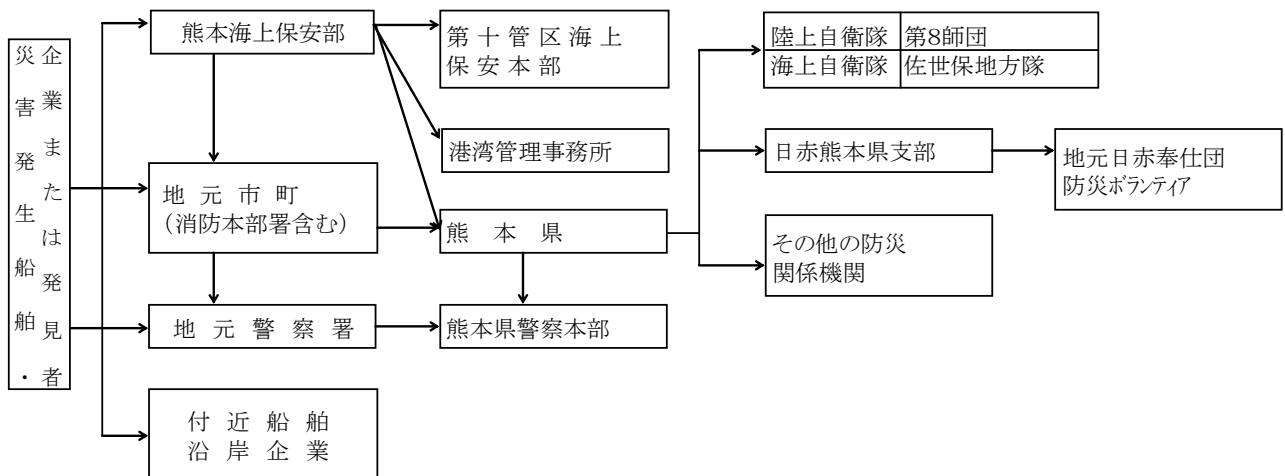 災害発生船舶・
企業または発見者
熊本海上保安部
地元市町
(消防本部署含む)
地元警察署
付近船舶
沿岸企業
第十管区海上
保安本部
港湾管理事務所
熊本県
熊本県警察本部
陸上自衛隊 第8師団
海上自衛隊 佐世保地方隊
日赤熊本県支部
その他の防災
関係機関
地元日赤奉仕団
防災ボランティア